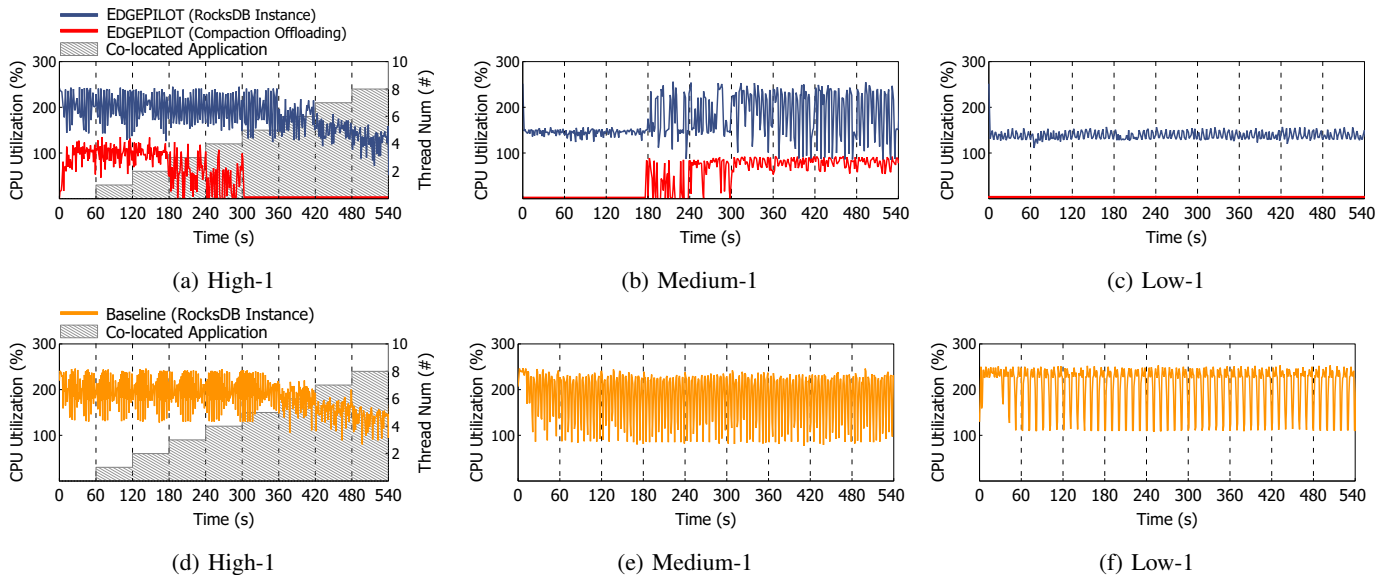 EDGEPILOT (RocksDB Instance)
EDGEPILOT (Compaction Offloading)
Co-located Application
CPU Utilization (%)
300
200
100
10
8
6
4
2
Thread Num (#)
0 60 120 180 240 300 360 420 480 540
Time (s)
(a) High-1
CPU Utilization (%)
300
200
100
0 60 120 180 240 300 360 420 480 540
Time (s)
(b) Medium-1
CPU Utilization (%)
300
200
100
0 60 120 180 240 300 360 420 480 540
Time (s)
(c) Low-1
Baseline (RocksDB Instance)
Co-located Application
CPU Utilization (%)
300
200
100
10
8
6
4
2
Thread Num (#)
0 60 120 180 240 300 360 420 480 540
Time (s)
(d) High-1
CPU Utilization (%)
300
200
100
0 60 120 180 240 300 360 420 480 540
Time (s)
(e) Medium-1
CPU Utilization (%)
300
200
100
0 60 120 180 240 300 360 420 480 540
Time (s)
(f) Low-1